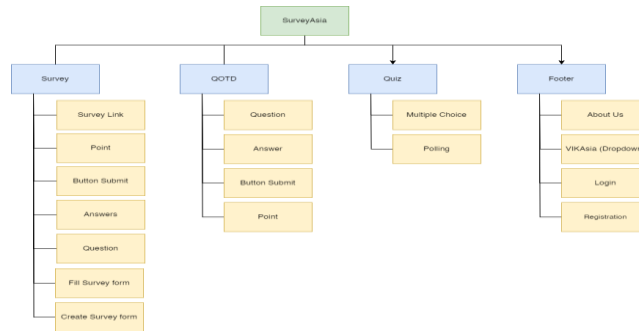 SurveyAsia
Survey
QOTD
Quiz
Footer
Survey Link
Point
Button Submit
Answers
Question
Fill Survey form
Create Survey form
Question
Answer
Button Submit
Point
Multiple Choice
Polling
About Us
VIKAsia (Dropdown)
Login
Registration